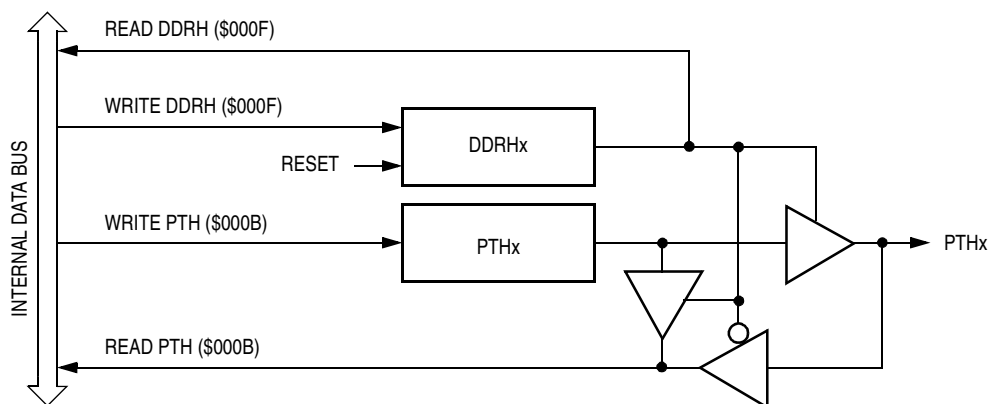 READ DDRH ($000F)
WRITE DDRH ($000F)
DDRHx
RESET
WRITE PTH ($000B)
PTHx
PTHx
READ PTH ($000B)
INTERNAL DATA BUS